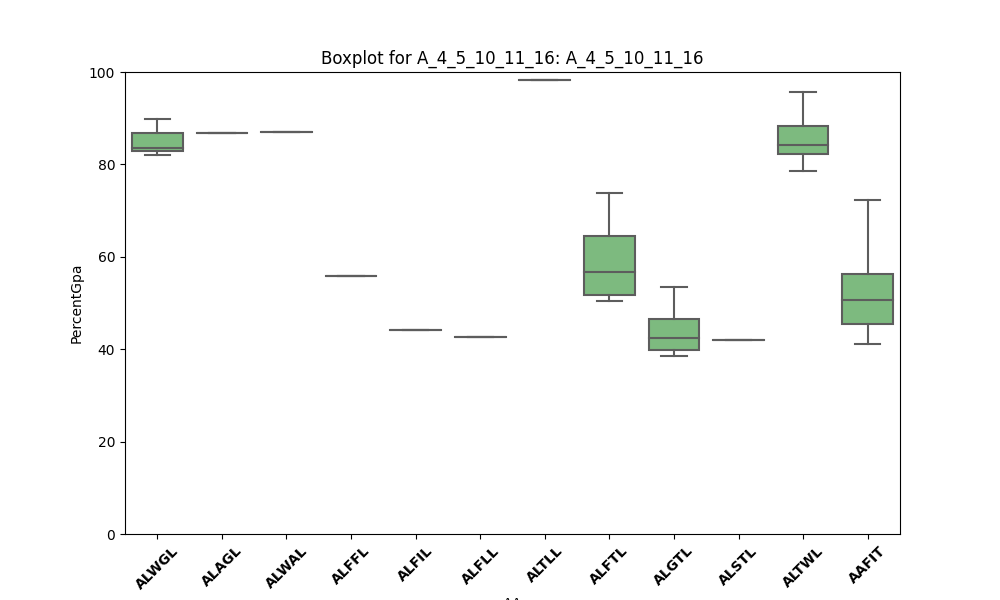 Boxplot for A_4_5_10_11_16: A_4_5_10_11_16
PercentGpa
100
80
60
40
20
0
ALWGL
ALAGL
ALWAL
ALFFL
ALFIL
ALFLL
ALTLL
ALFTL
ALGTL
ALSTL
ALTWL
AAFIT